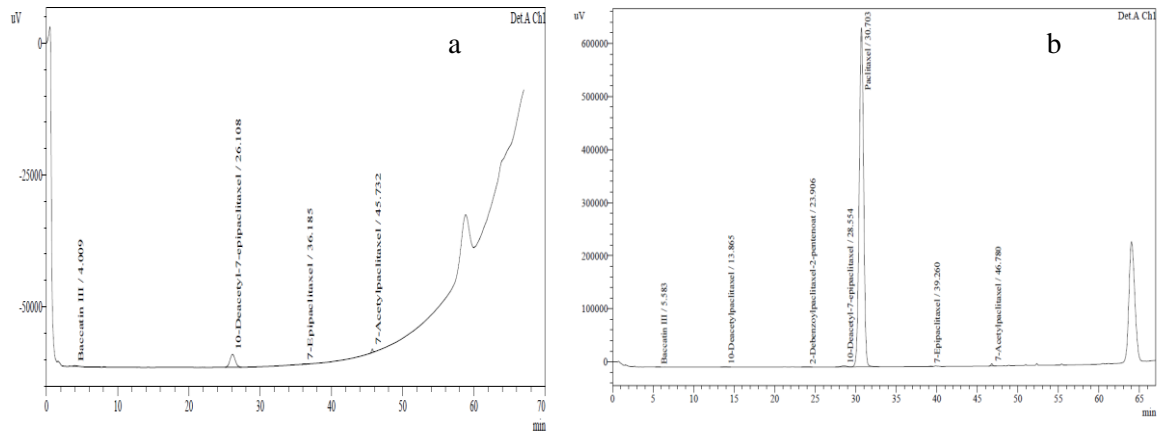 uV
Det.A Ch1
a
0
-25000
-50000
Baccatin III / 4.009
10-Deacetyl-7-epipaclitaxel / 26.108
7-Epipaclitaxel / 36.185
7-Acetylpaclitaxel / 45.732
0 10 20 30 40 50 60 70
min
uV
Det.A Ch1
b
600000
500000
400000
300000
200000
100000
0
Baccatin III / 5.583
10-Deacetylpaclitaxel / 13.865
2-Debenzoylpaclitaxel-2-pentenoat / 23.906
10-Deacetyl-7-epipaclitaxel / 28.554
Paclitaxel / 30.703
7-Epipaclitaxel / 39.260
7-Acetylpaclitaxel / 46.780
0 5 10 15 20 25 30 35 40 45 50 55 60 65
min